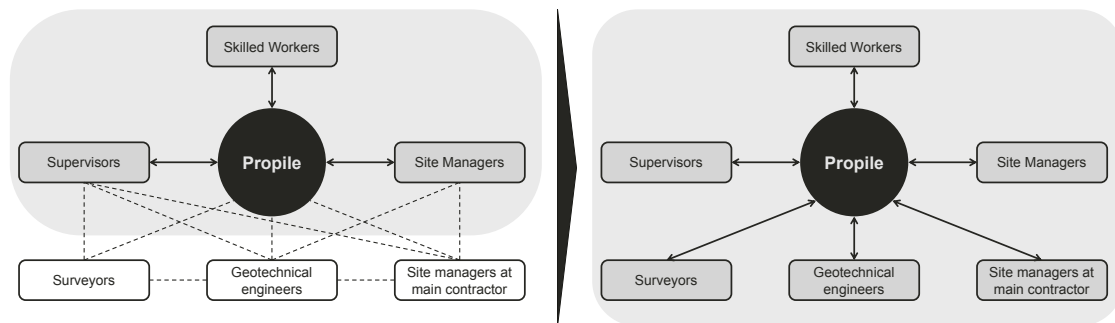 Skilled Workers
Supervisors
Propile
Site Managers
Surveyors
Geotechnical
engineers
Site managers at
main contractor
Skilled Workers
Supervisors
Propile
Site Managers
Surveyors
Geotechnical
engineers
Site managers at
main contractor